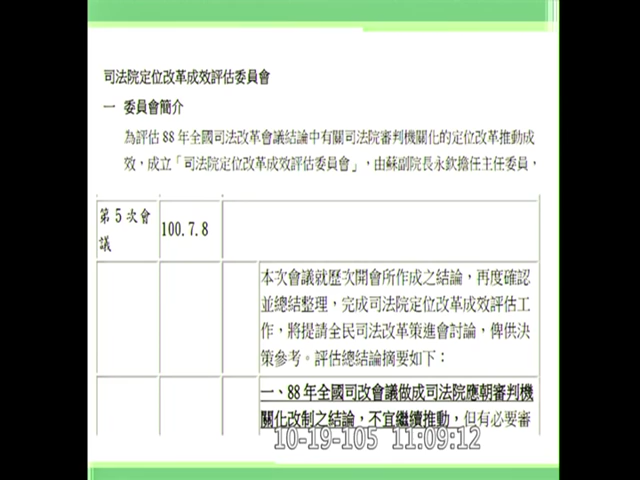 司法院定位改革成效評估委員會
一 委員會簡介
為評估88年全國司法改革會議結論中有關司法院審判機關化的定位改革推動成
效,成立「司法院定位改革成效評估委員會」,由蘇副院長永欽擔任主任委員,
第5次會
議
100.7.8
本次會議就歷次開會所作成之結論,再度確認
並總結整理,完成司法院定位改革成效評估工
作,將提請全民司法改革策進會討論,俾供決
策參考。評估總結論摘要如下:
一、88年全國司改會議做成司法院應朝審判機
關化改制之結論,不宜繼續推動,但有必要審
10-19-105 11:09:12